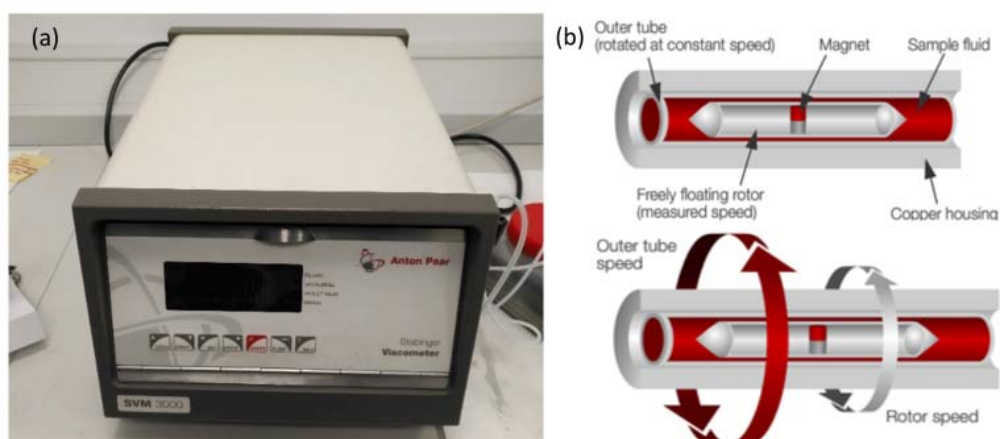 (a)
Anton Paar
Stabinger
Viscometer
SVM 3000
(b)
Outer tube
(rotated at constant speed)
Magnet
Sample fluid
Freely floating rotor
(measured speed)
Copper housing
Outer tube
speed
Rotor speed